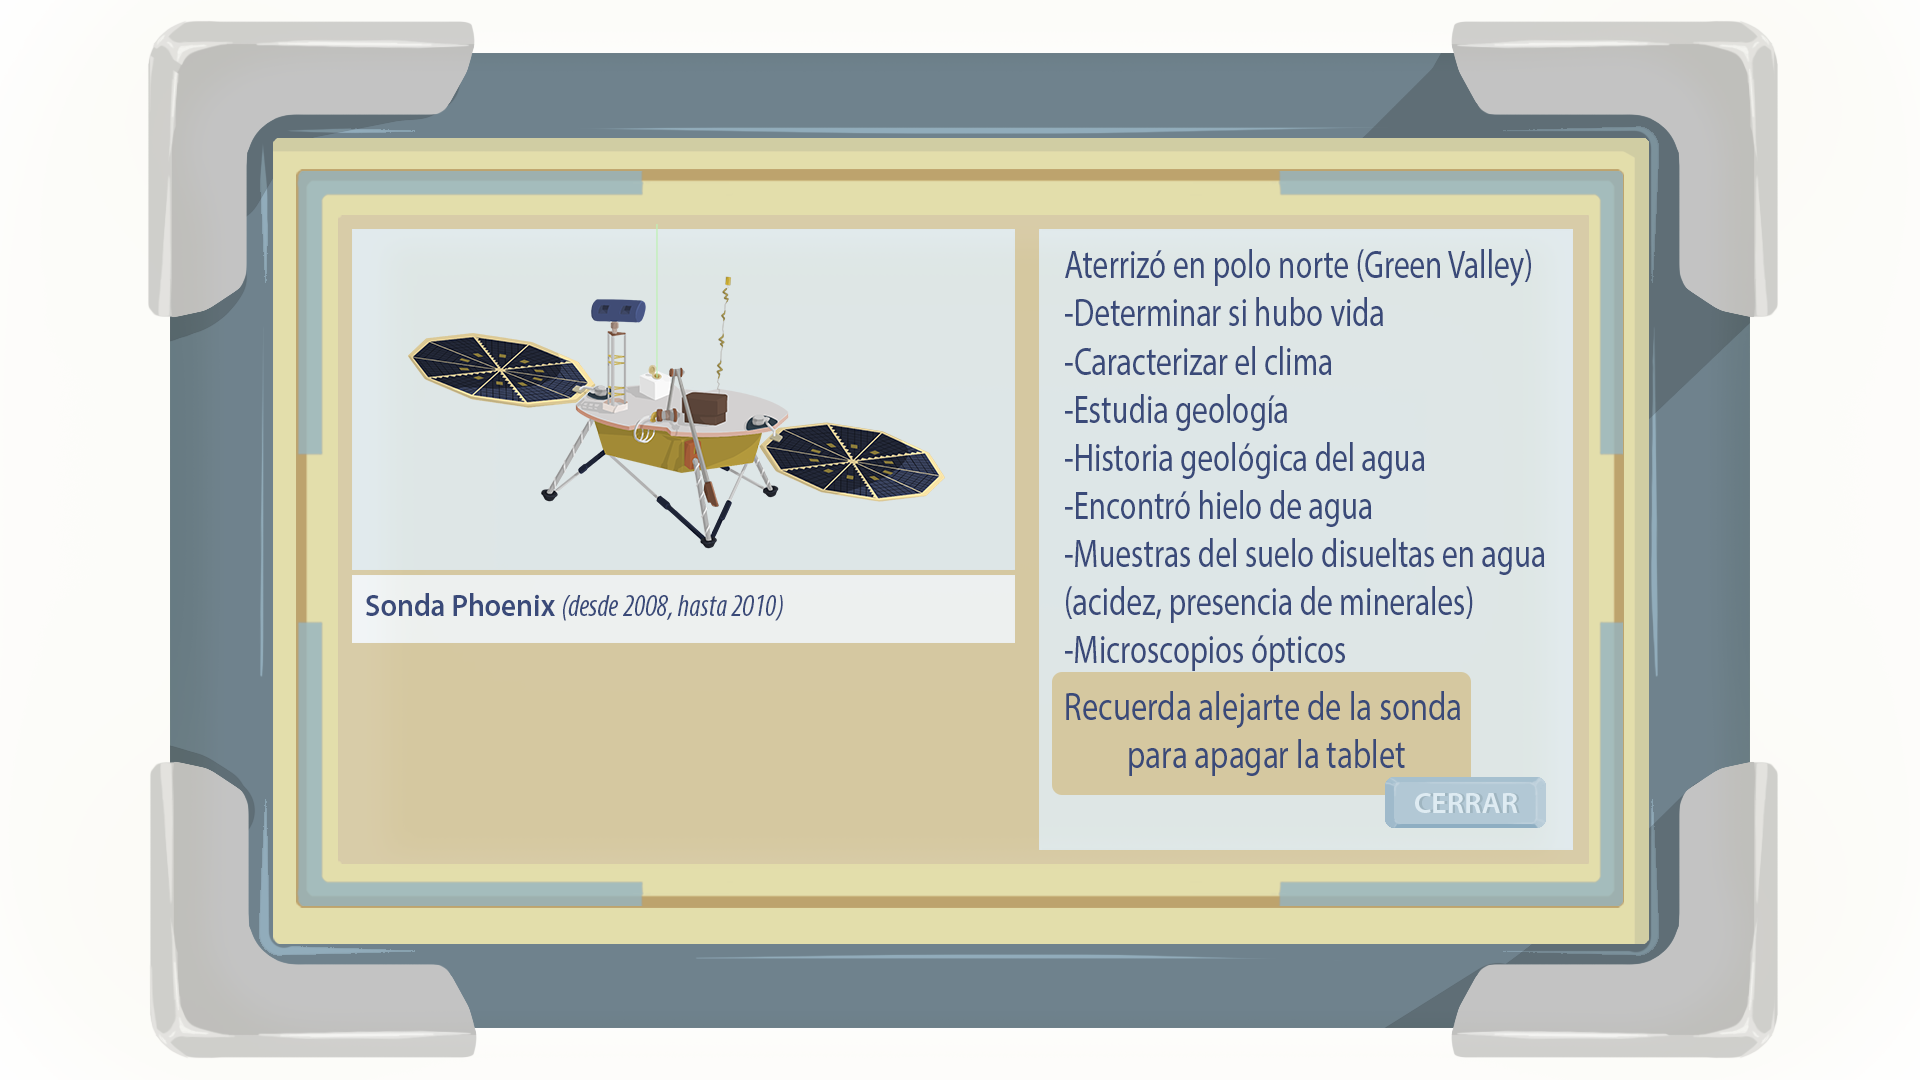 Sonda Phoenix (desde 2008, hasta 2010)
Aterrizó en polo norte (Green Valley)
-Determinar si hubo vida
-Caracterizar el clima
-Estudia geología
-Historia geológica del agua
-Encontró hielo de agua
-Muestras del suelo disueltas en agua
(acidez, presencia de minerales)
-Microscopios ópticos
Recuerda alejarte de la sonda
para apagar la tablet
CERRAR